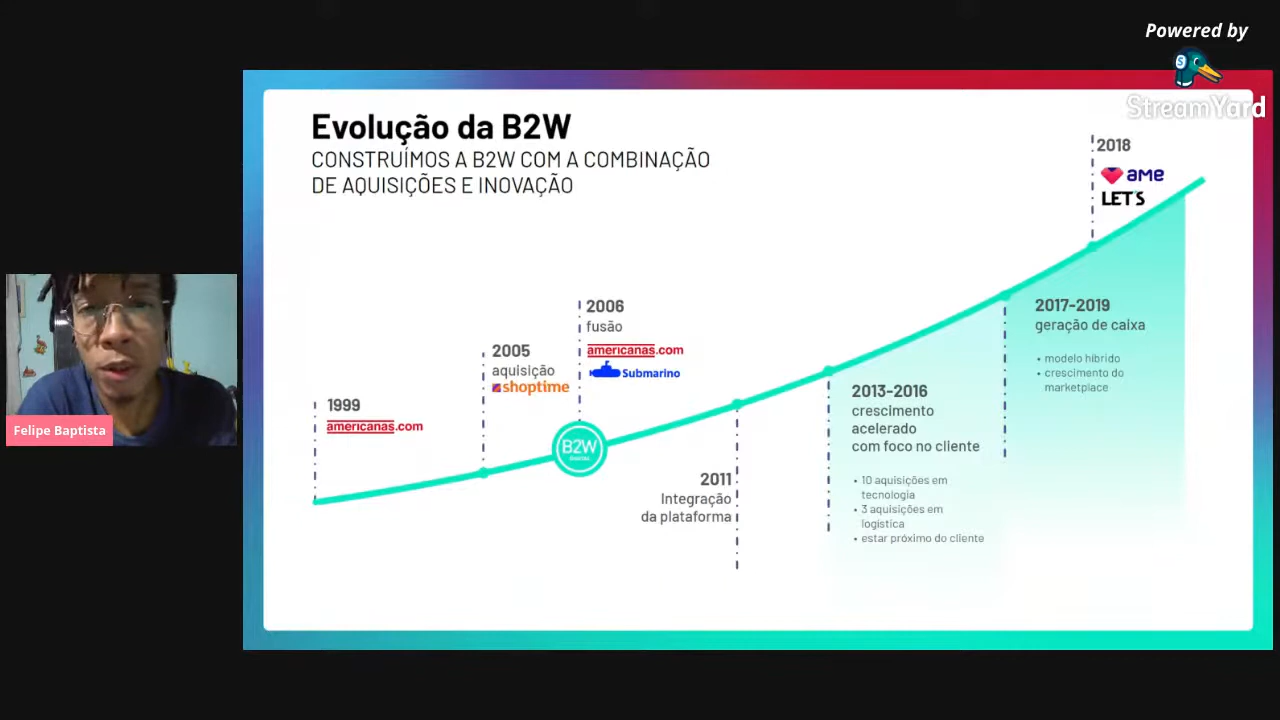 Powered by
StreamYard
Evolução da B2W
CONSTRUÍMOS A B2W COM A COMBINAÇÃO
DE AQUISIÇÕES E INOVAÇÃO
2018
ame
LET'S
2017-2019
geração de caixa
• modelo híbrido
• crescimento do
marketplace
2006
fusão
americanas.com
Submarino
2005
aquisição
shoptime
1999
americanas.com
B2W
2013-2016
crescimento
acelerado
com foco no cliente
• 10 aquisições em
tecnologia
• 3 aquisições em
logística
• estar próximo do cliente
2011
Integração
da plataforma
Felipe Baptista